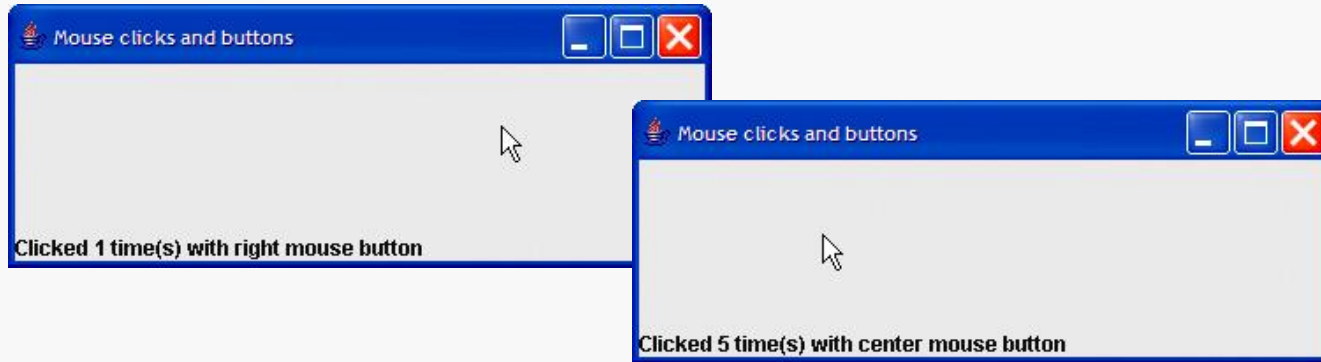 Mouse clicks and buttons
Clicked 1 time(s) with right mouse button
Mouse clicks and buttons
Clicked 5 time(s) with center mouse button